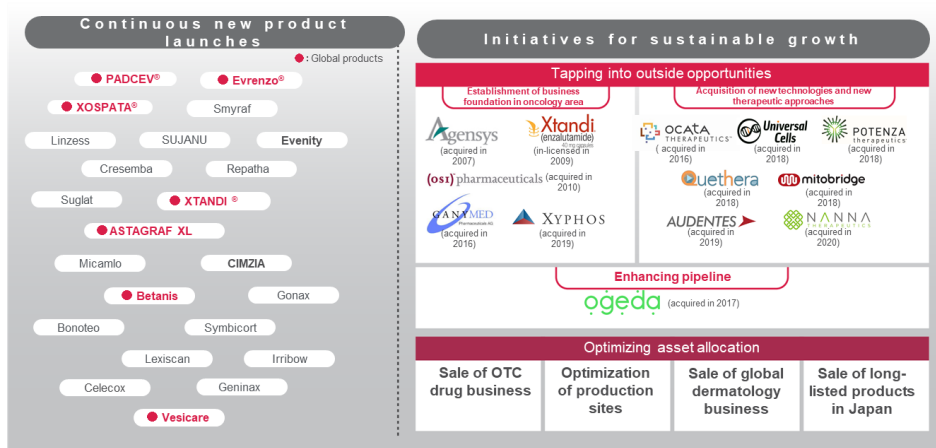 Continuous new product
launches
: Global products
PADCEV®
Evrenzo®
XOSPATA®
Smyraf
Linzess
SUJANU
Evenity
Cresemba
Repatha
Suglat
XTANDI ®
ASTAGRAF XL
Micamlo
CIMZIA
Betanis
Gonax
Bonoteo
Symbicort
Lexiscan
Irribow
Celecox
Geninax
Vesicare
Initiatives for sustainable growth
Tapping into outside opportunities
Establishment of business
foundation in oncology area
Agensys
(acquired in
2007)
Xtandi
(enzalutamide)
40 mg capsules
(in-licensed in
2009)
(osi) pharmaceuticals (acquired in
2010)
GANYMED
Pharmaceuticals AG
(acquired in
2016)
XYPHOS
(acquired in
2019)
Acquisition of new technologies and new
therapeutic approaches
OCATA
THERAPEUTICS
( acquired in
2016)
Universal
Cells
(acquired in
2018)
POTENZA
therapeutics
(acquired in
2018)
Quethera
(acquired in
2018)
mitobridge
(acquired in
2018)
AUDENTES
(acquired in
2019)
NANNA
THERAPEUTICS
(acquired in
2020)
Enhancing pipeline
ogeda (acquired in 2017)
Optimizing asset allocation
Sale of OTC
drug business
Optimization
of production
sites
Sale of global
dermatology
business
Sale of long-
listed products
in Japan